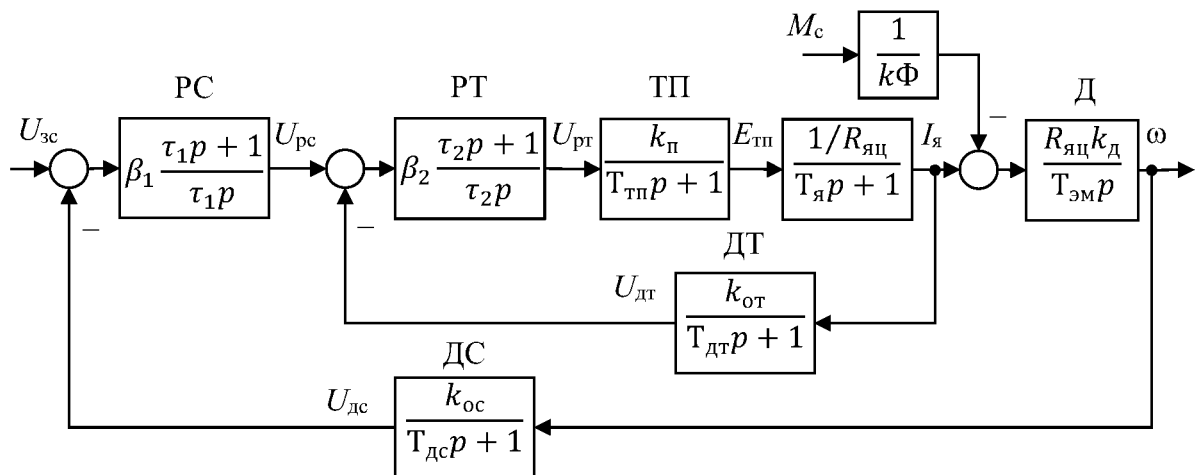 M_с
1/kΦ
−
РС
РТ
ТП
Д
U_зс
β₁ (τ₁p + 1)/(τ₁p)
U_рс
β₂ (τ₂p + 1)/(τ₂p)
U_рт
k_п/(T_тп p + 1)
E_тп
(1/R_яц)/(T_я p + 1)
I_я
(R_яц k_д)/(T_эм p)
ω
−
−
ДТ
U_дт
k_от/(T_дт p + 1)
ДС
U_дс
k_ос/(T_дс p + 1)